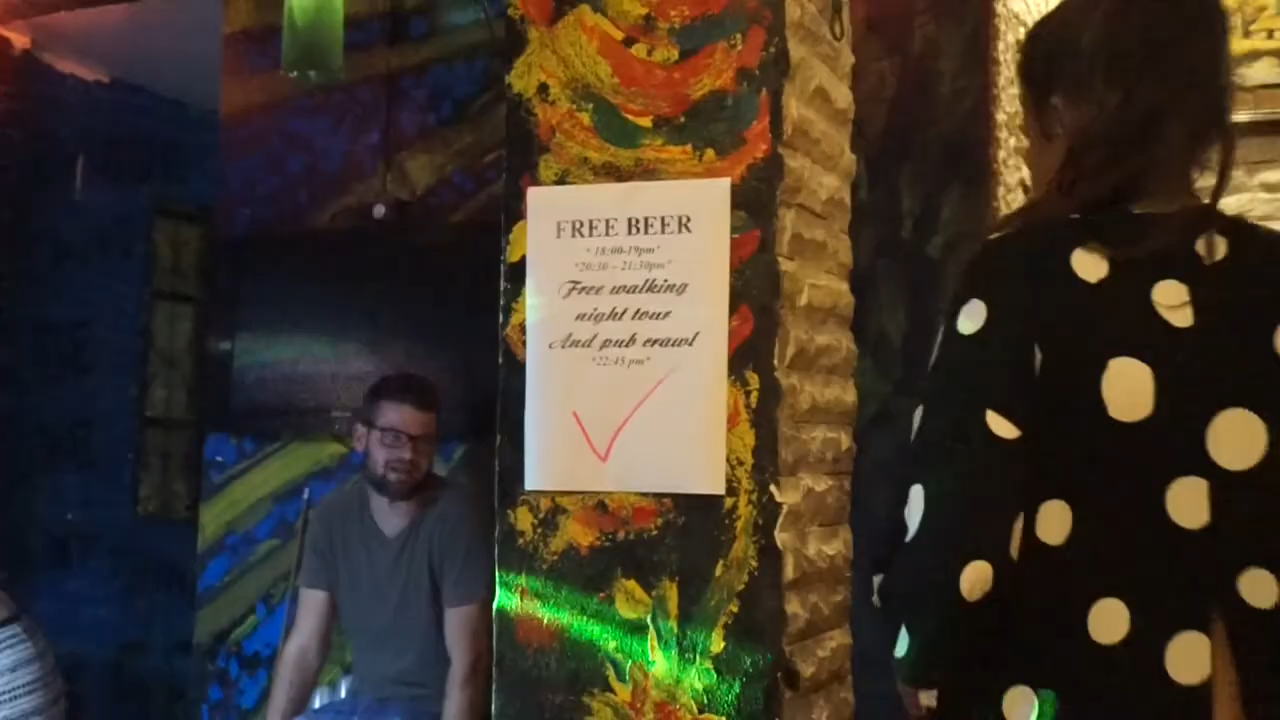 FREE BEER
*18:00-19pm*
*20:30 - 21:30pm*
Free walking
night tour
And pub crawl
*22:45 pm*